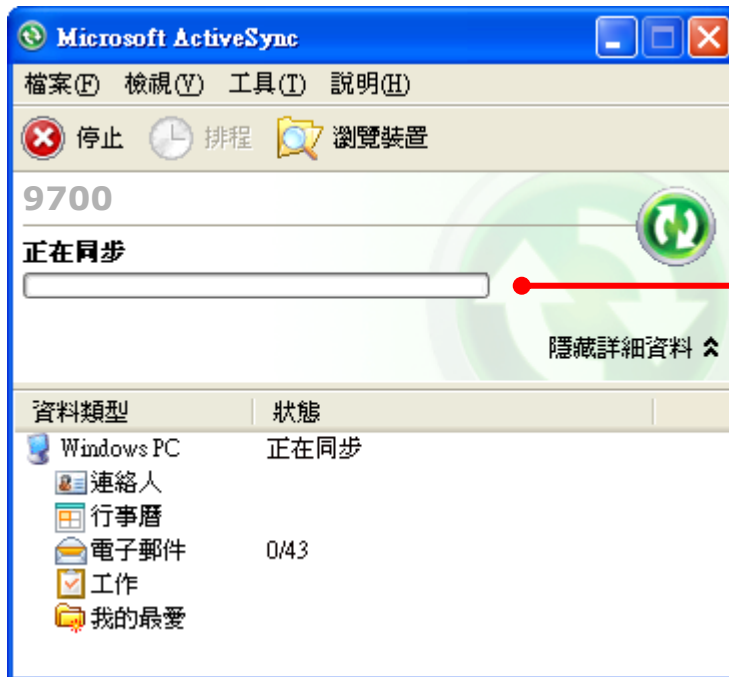 Microsoft ActiveSync
檔案(F) 檢視(V) 工具(T) 說明(H)
停止 排程 瀏覽裝置
9700
正在同步
隱藏詳細資料
資料類型 狀態
Windows PC 正在同步
連絡人
行事曆
電子郵件 0/43
工作
我的最愛